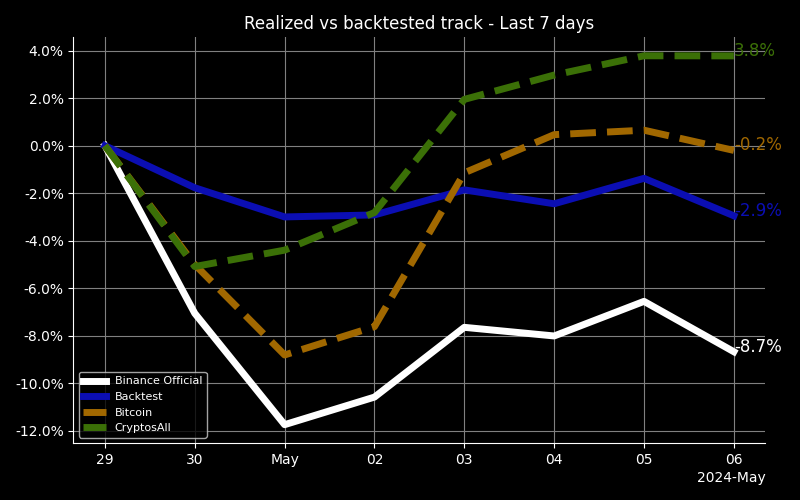 Realized vs backtested track - Last 7 days
4.0%
2.0%
0.0%
-2.0%
-4.0%
-6.0%
-8.0%
-10.0%
-12.0%
3.8%
-0.2%
-2.9%
-8.7%
Binance Official
Backtest
Bitcoin
CryptosAll
29 30 May 02 03 04 05 06
2024-May